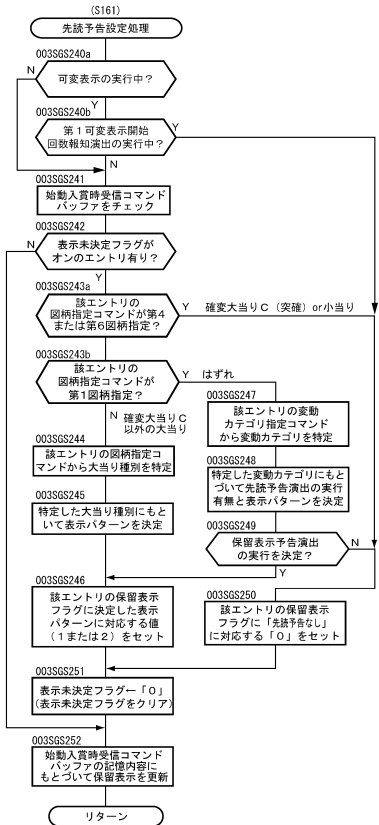 (S161)
先読予告設定処理
003SGS240a
可変表示の実行中？
N
Y
003SGS240b
第１可変表示開始
回数報知演出の実行中？
Y
N
003SGS241
始動入賞時受信コマンド
バッファをチェック
003SGS242
表示未決定フラグが
オンのエントリ有り？
N
Y
003SGS243a
該エントリの
図柄指定コマンドが第4
または第6図柄指定？
Y
確変大当りＣ（突確）or小当り
003SGS243b
該エントリの
図柄指定コマンドが
第１図柄指定？
Y
はずれ
N
確変大当りＣ
以外の大当り
003SGS247
該エントリの変動
カテゴリ指定コマンド
から変動カテゴリを特定
003SGS244
該エントリの図柄指定コ
マンドから大当り種別を特定
003SGS248
特定した変動カテゴリにもと
づいて先読予告演出の実行
有無と表示パターンを決定
003SGS245
特定した大当り種別にもと
いて表示パターンを決定
003SGS249
保留表示予告演出
の実行を決定？
N
Y
003SGS246
該エントリの保留表示
フラグに決定した表示
パターンに対応する値
（１または２）をセット
003SGS250
該エントリの保留表示
フラグに「先読予告なし」
に対応する「０」をセット
003SGS251
表示未決定フラグ←「０」
（表示未決定フラグをクリア）
003SGS252
始動入賞時受信コマンド
バッファの記憶内容に
もとづいて保留表示を更新
リターン